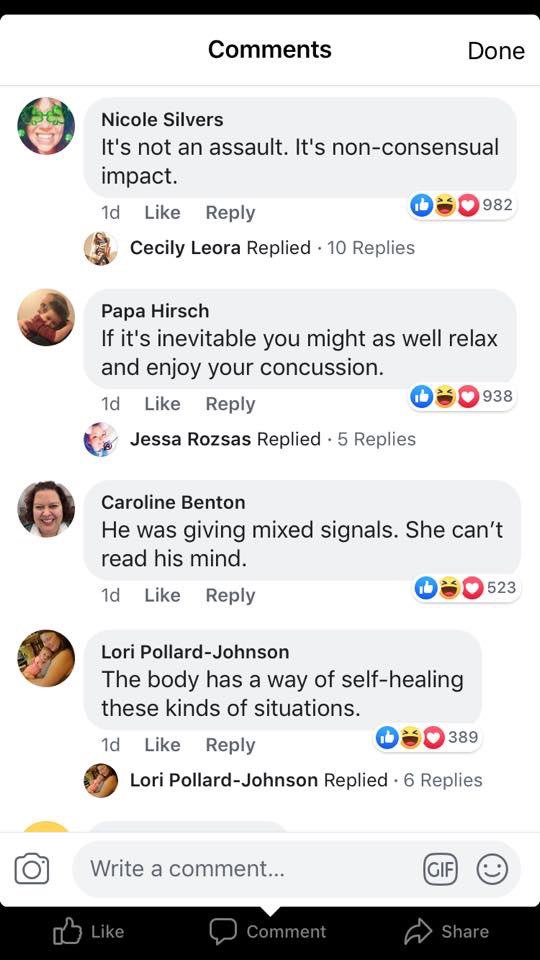 Comments
Done
Nicole Silvers
It's not an assault. It's non-consensual
impact.
1d Like Reply
982
Cecily Leora Replied · 10 Replies
Papa Hirsch
If it's inevitable you might as well relax
and enjoy your concussion.
1d Like Reply
938
Jessa Rozsas Replied · 5 Replies
Caroline Benton
He was giving mixed signals. She can’t
read his mind.
1d Like Reply
523
Lori Pollard-Johnson
The body has a way of self-healing
these kinds of situations.
1d Like Reply
389
Lori Pollard-Johnson Replied · 6 Replies
Write a comment...
GIF
Like
Comment
Share